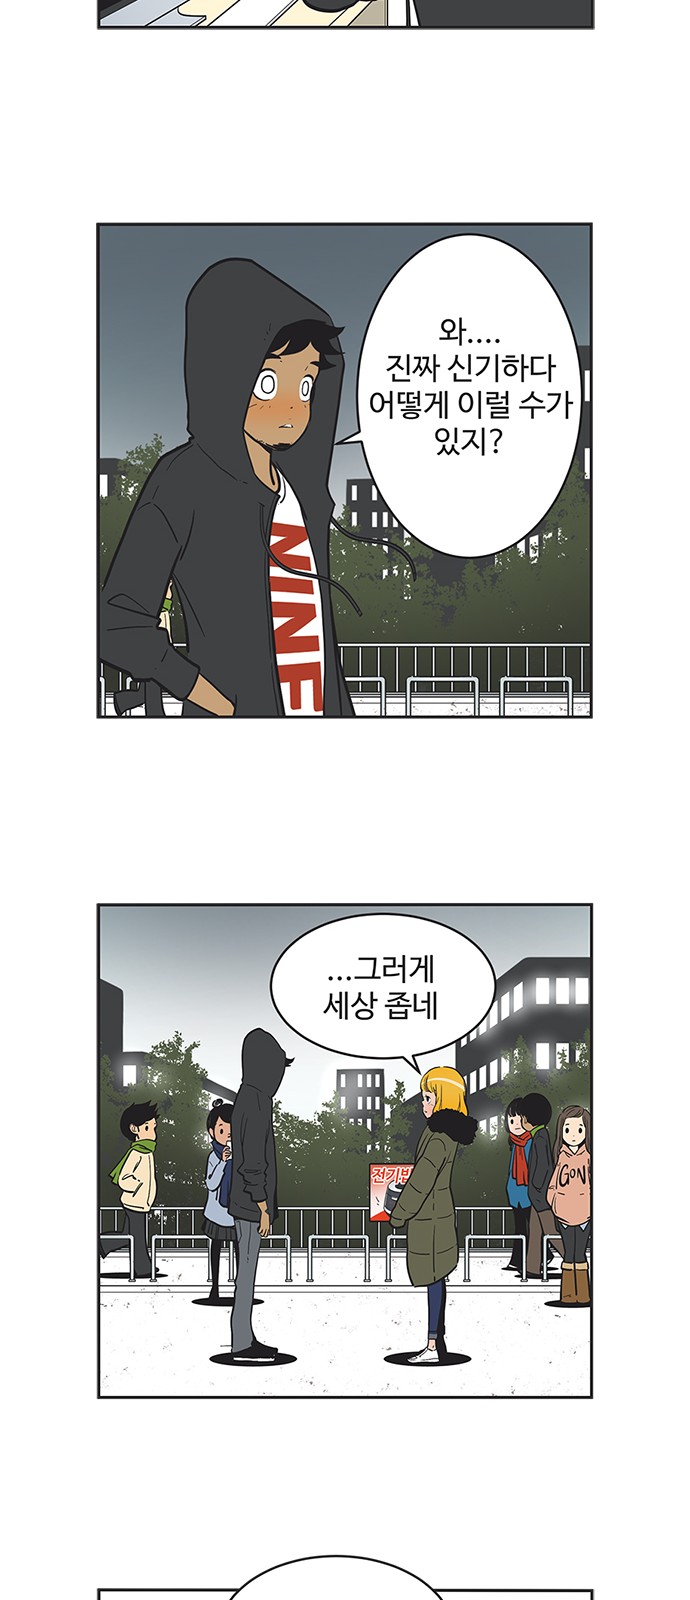 와....
진짜 신기하다
어떻게 이럴 수가
있지?
NINE
...그러게
세상 좁네
전기밥
GON